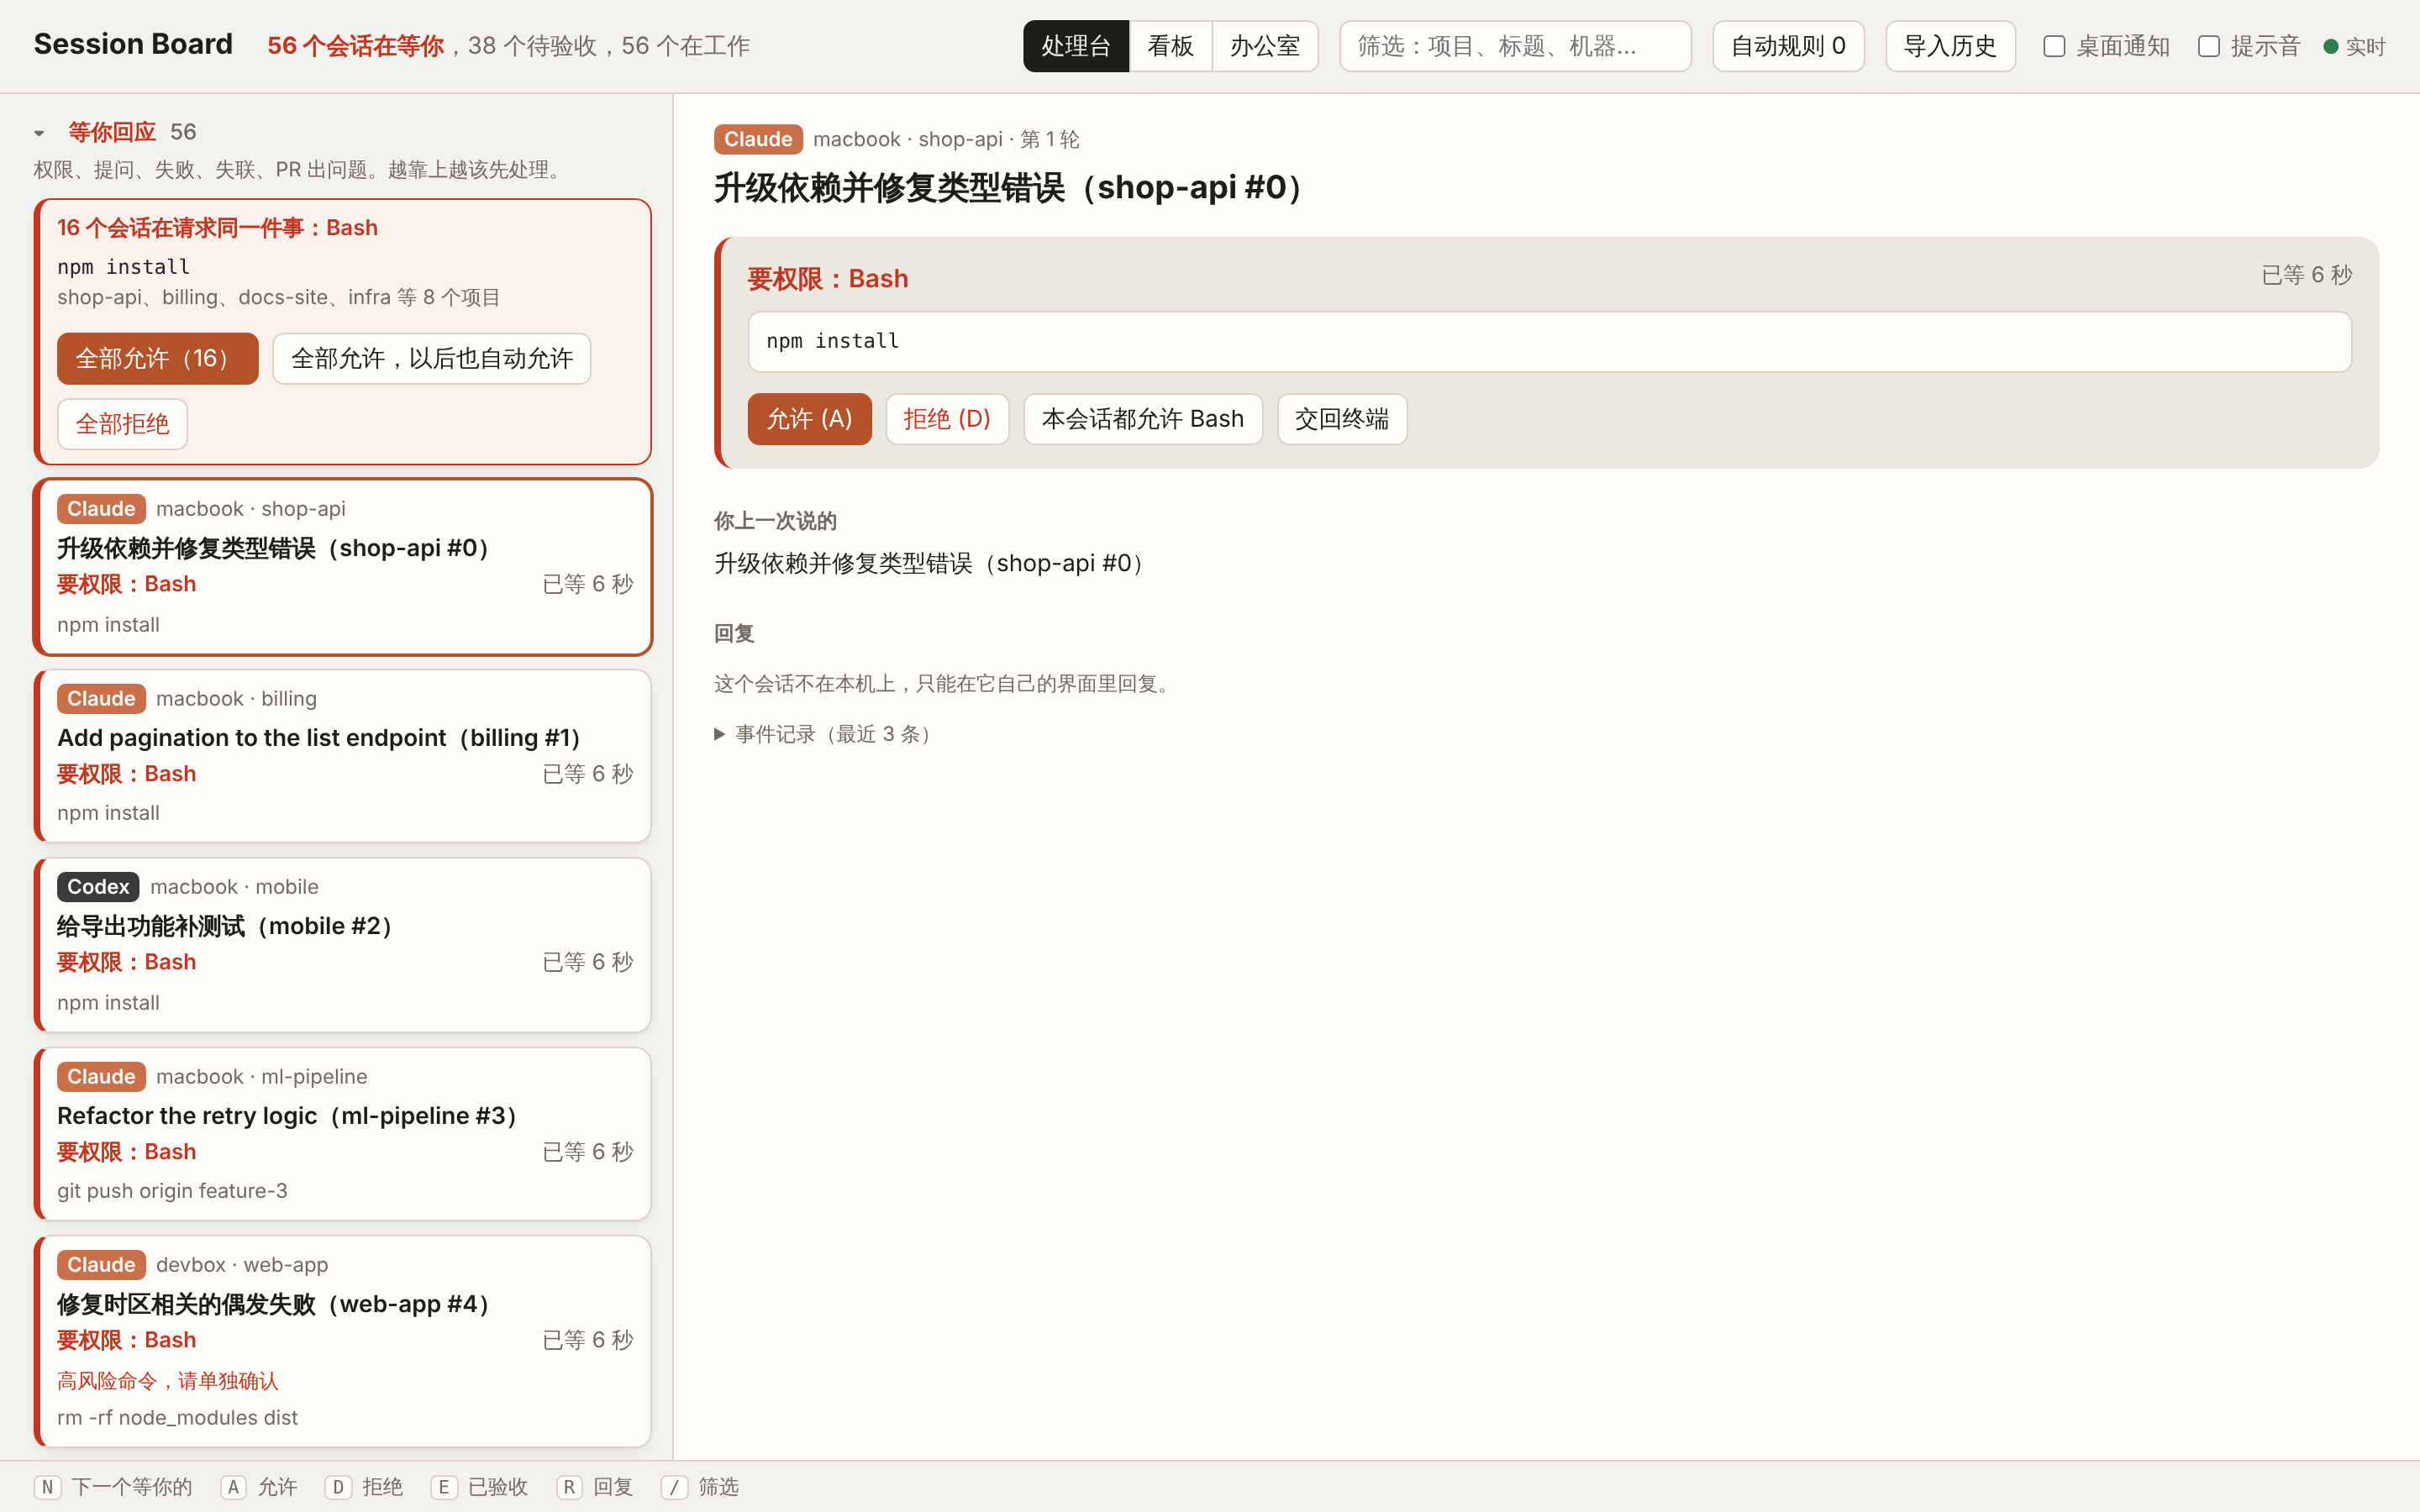 Session Board
56 个会话在等你，38 个待验收，56 个在工作
处理台
看板
办公室
筛选：项目、标题、机器...
自动规则 0
导入历史
桌面通知
提示音
实时
等你回应 56
权限、提问、失败、失联、PR 出问题。越靠上越该先处理。
16 个会话在请求同一件事：Bash
npm install
shop-api、billing、docs-site、infra 等 8 个项目
全部允许（16）
全部允许，以后也自动允许
全部拒绝
Claude macbook · shop-api
升级依赖并修复类型错误（shop-api #0）
要权限：Bash 已等 6 秒
npm install
Claude macbook · billing
Add pagination to the list endpoint（billing #1）
要权限：Bash 已等 6 秒
npm install
Codex macbook · mobile
给导出功能补测试（mobile #2）
要权限：Bash 已等 6 秒
npm install
Claude macbook · ml-pipeline
Refactor the retry logic（ml-pipeline #3）
要权限：Bash 已等 6 秒
git push origin feature-3
Claude devbox · web-app
修复时区相关的偶发失败（web-app #4）
要权限：Bash 已等 6 秒
高风险命令，请单独确认
rm -rf node_modules dist
Claude macbook · shop-api · 第 1 轮
升级依赖并修复类型错误（shop-api #0）
要权限：Bash 已等 6 秒
npm install
允许 (A)
拒绝 (D)
本会话都允许 Bash
交回终端
你上一次说的
升级依赖并修复类型错误（shop-api #0）
回复
这个会话不在本机上，只能在它自己的界面里回复。
事件记录（最近 3 条）
N 下一个等你的 A 允许 D 拒绝 E 已验收 R 回复 / 筛选